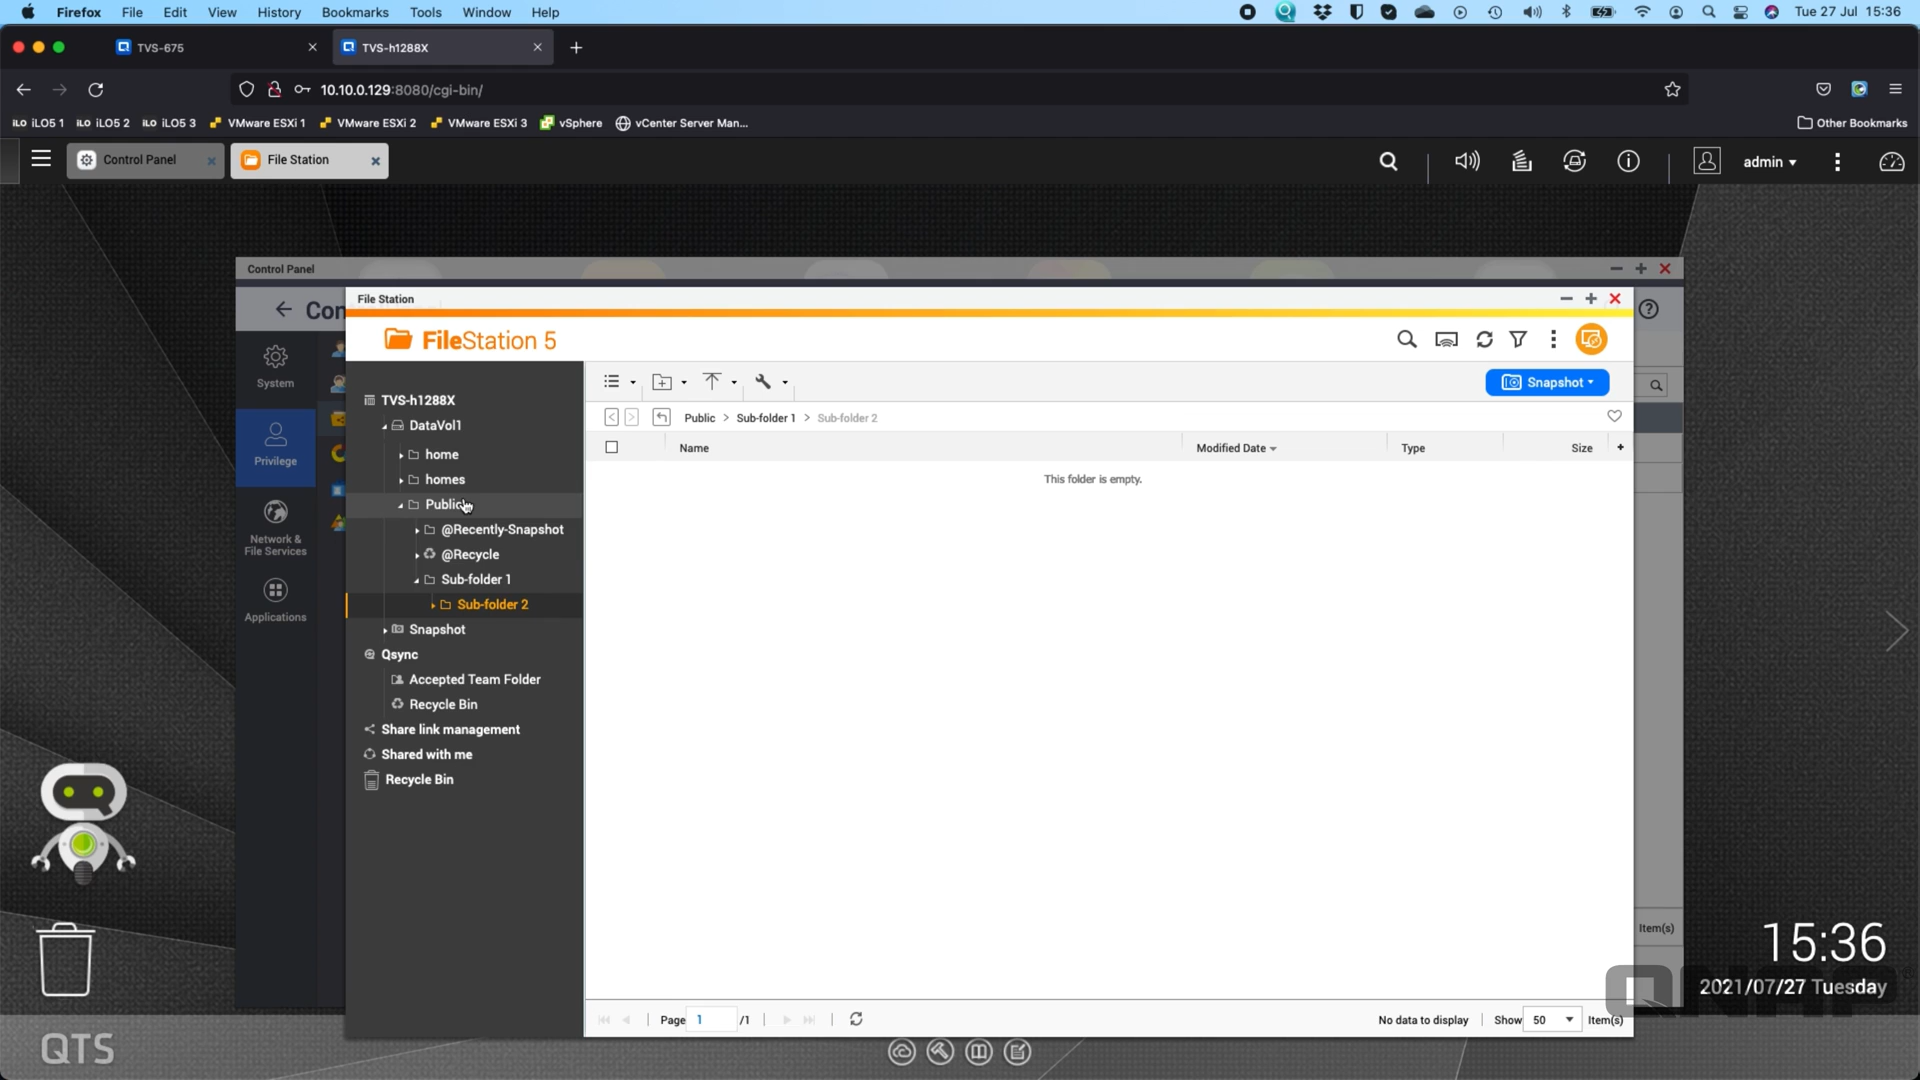 Firefox File Edit View History Bookmarks Tools Window Help Tue 27 Jul 15:36
TVS-675 TVS-h1288X
10.10.0.129:8080/cgi-bin/
iLO iLO5 1 iLO iLO5 2 iLO iLO5 3 VMware ESXi 1 VMware ESXi 2 VMware ESXi 3 vSphere vCenter Server Man... Other Bookmarks
Control Panel File Station admin
Control Panel
Con
File Station
FileStation 5
System
Privilege
Network &
File Services
Applications
TVS-h1288X
DataVol1
home
homes
Public
@Recently-Snapshot
@Recycle
Sub-folder 1
Sub-folder 2
Snapshot
Qsync
Accepted Team Folder
Recycle Bin
Share link management
Shared with me
Recycle Bin
Snapshot
Public > Sub-folder 1 > Sub-folder 2
Name Modified Date Type Size
This folder is empty.
Page 1 /1 No data to display Show 50 Item(s)
Item(s)
15:36
2021/07/27 Tuesday
QTS